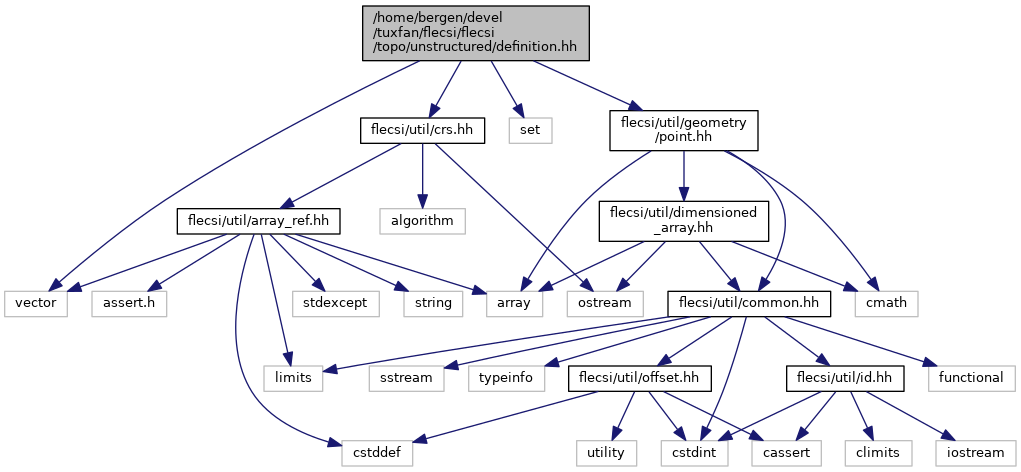 /home/bergen/devel
/tuxfan/flecsi/flecsi
/topo/unstructured/definition.hh
flecsi/util/crs.hh
set
flecsi/util/geometry
/point.hh
flecsi/util/array_ref.hh
algorithm
flecsi/util/dimensioned
_array.hh
vector
assert.h
stdexcept
string
array
ostream
flecsi/util/common.hh
cmath
limits
sstream
typeinfo
flecsi/util/offset.hh
flecsi/util/id.hh
functional
cstddef
utility
cstdint
cassert
climits
iostream